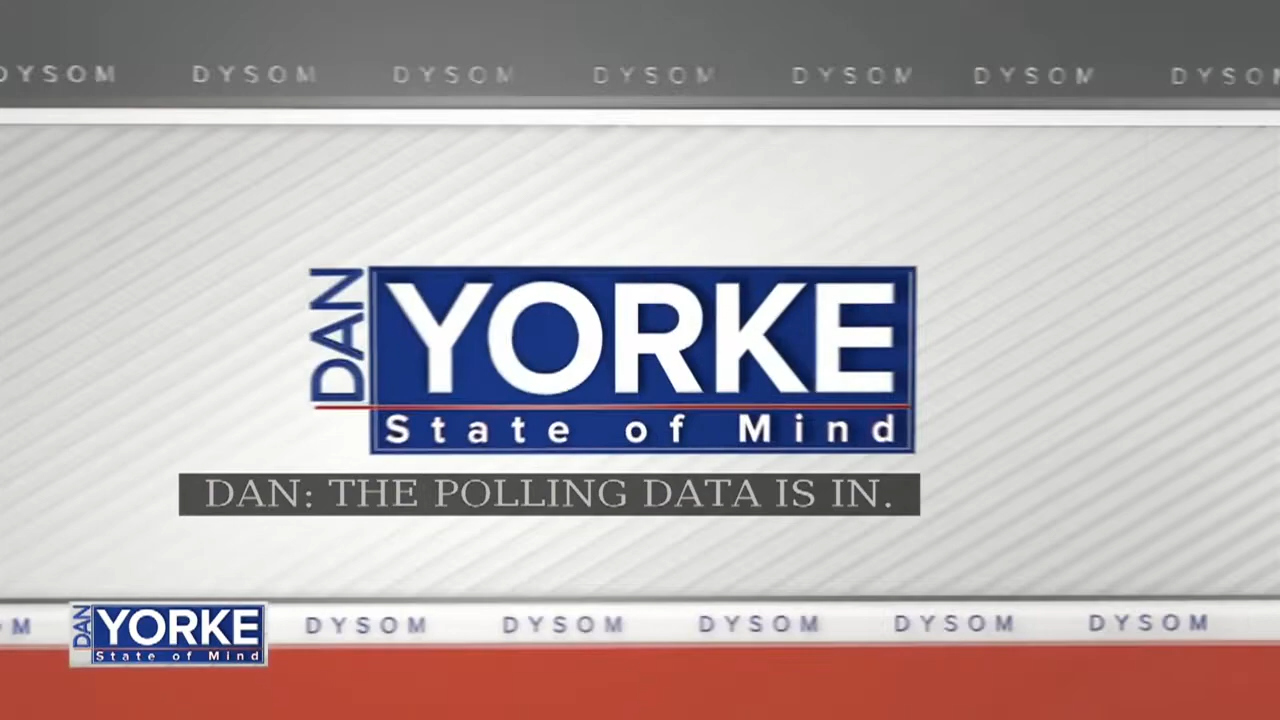 DYSOM DYSOM DYSOM DYSOM DYSOM DYSOM DYSOM
DAN
YORKE
State of Mind
DAN: THE POLLING DATA IS IN.
M DYSOM DYSOM DYSOM DYSOM DYSOM
DAN
YORKE
State of Mind